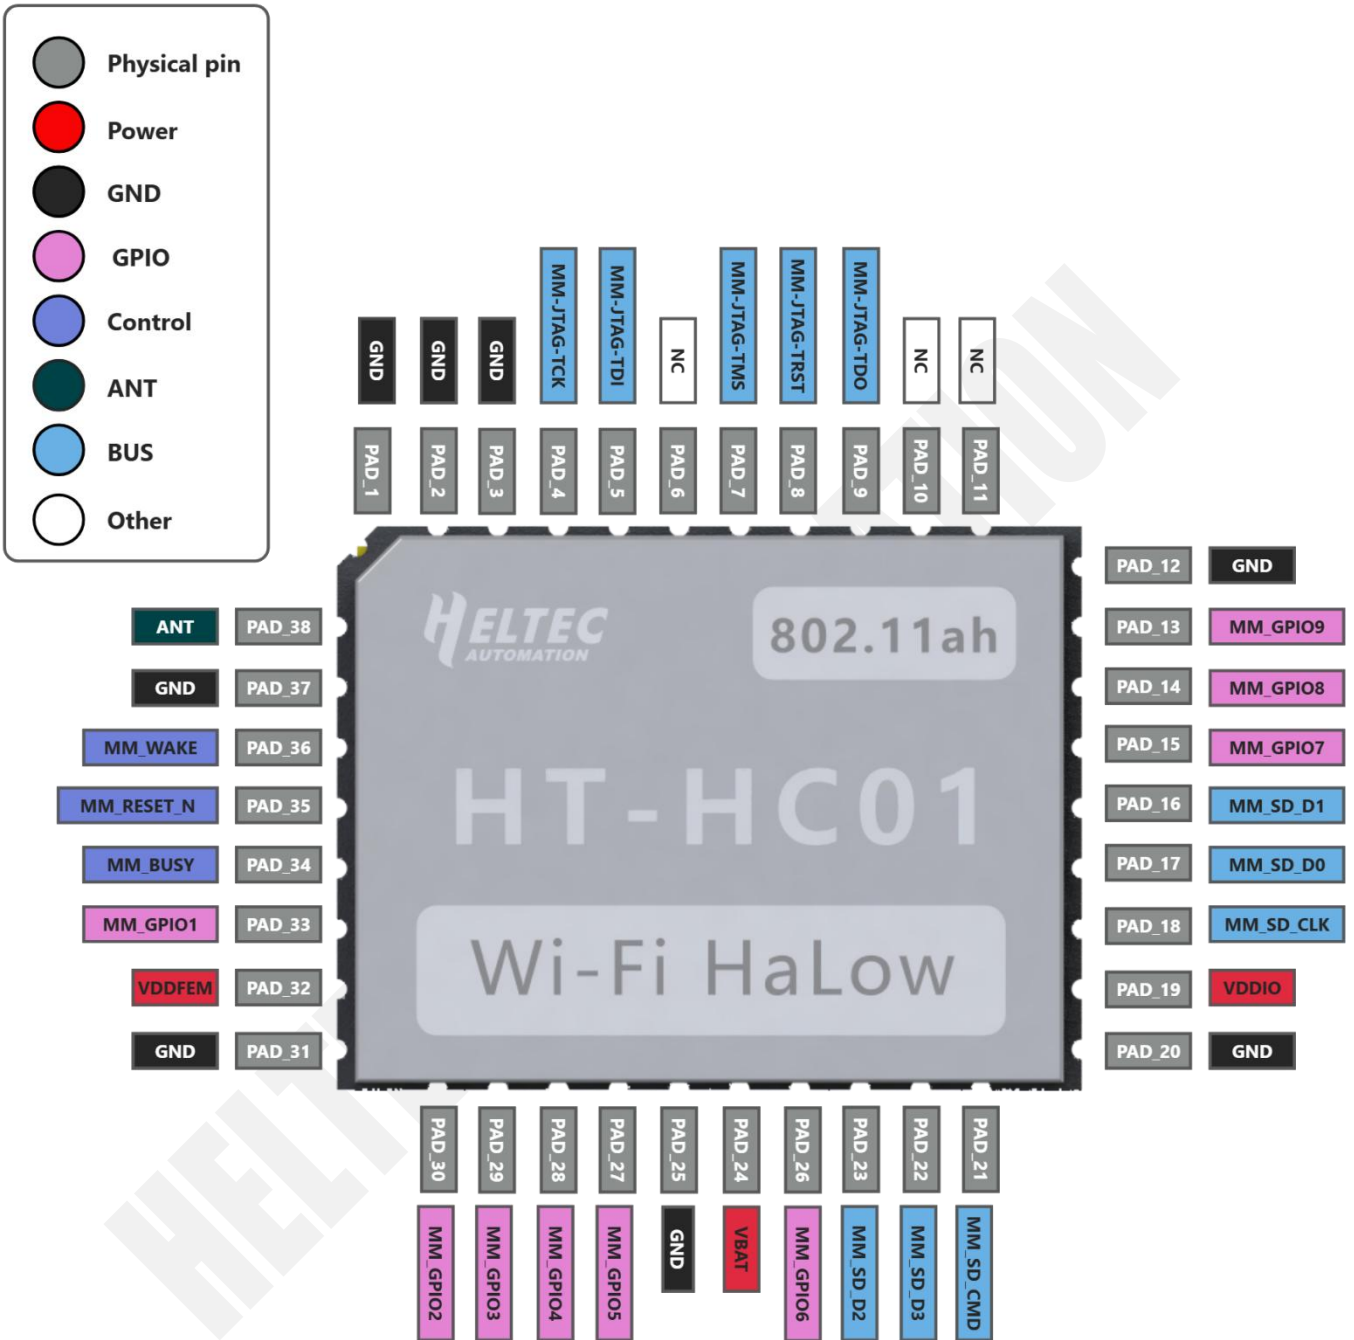 Physical pin
Power
GND
GPIO
Control
ANT
BUS
Other
GND
GND
GND
MM-JTAG-TCK
MM-JTAG-TDI
NC
MM-JTAG-TMS
MM-JTAG-TRST
MM-JTAG-TDO
NC
NC
PAD_1
PAD_2
PAD_3
PAD_4
PAD_5
PAD_6
PAD_7
PAD_8
PAD_9
PAD_10
PAD_11
ANT PAD_38
GND PAD_37
MM_WAKE PAD_36
MM_RESET_N PAD_35
MM_BUSY PAD_34
MM_GPIO1 PAD_33
VDDFEM PAD_32
GND PAD_31
HELTEC
AUTOMATION
802.11ah
HT-HC01
Wi-Fi HaLow
PAD_12 GND
PAD_13 MM_GPIO9
PAD_14 MM_GPIO8
PAD_15 MM_GPIO7
PAD_16 MM_SD_D1
PAD_17 MM_SD_D0
PAD_18 MM_SD_CLK
PAD_19 VDDIO
PAD_20 GND
PAD_30
PAD_29
PAD_28
PAD_27
PAD_25
PAD_24
PAD_26
PAD_23
PAD_22
PAD_21
MM_GPIO2
MM_GPIO3
MM_GPIO4
MM_GPIO5
GND
VBAT
MM_GPIO6
MM_SD_D2
MM_SD_D3
MM_SD_CMD